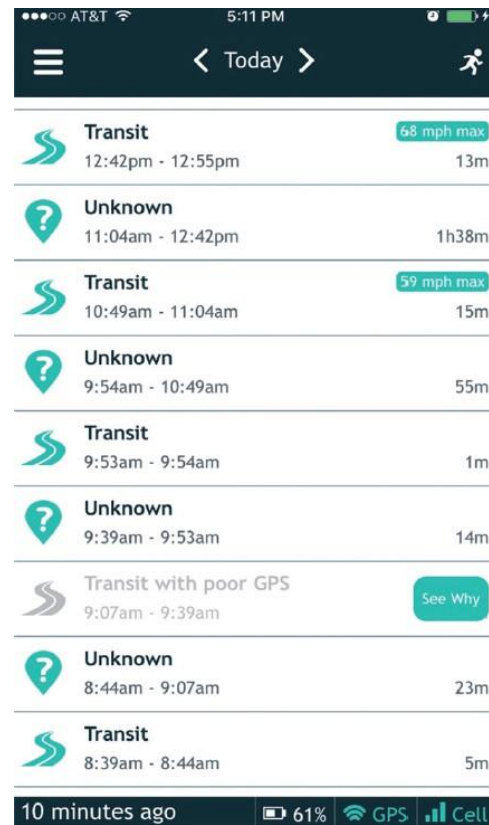 AT&T 5:11 PM
Today
Transit 68 mph max
12:42pm - 12:55pm 13m
Unknown
11:04am - 12:42pm 1h38m
Transit 59 mph max
10:49am - 11:04am 15m
Unknown
9:54am - 10:49am 55m
Transit
9:53am - 9:54am 1m
Unknown
9:39am - 9:53am 14m
Transit with poor GPS
9:07am - 9:39am See Why
Unknown
8:44am - 9:07am 23m
Transit
8:39am - 8:44am 5m
10 minutes ago 61% GPS Cell